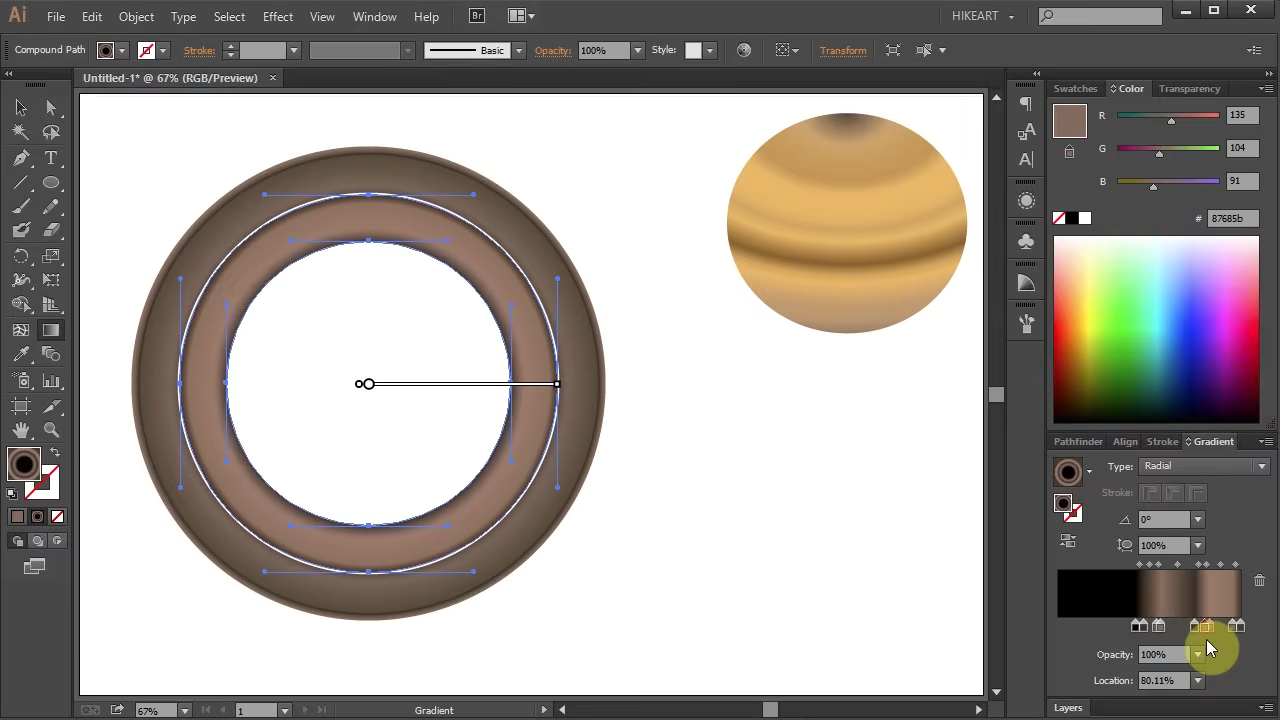 Ai File Edit Object Type Select Effect View Window Help Br HIKEART
Compound Path Stroke: Basic Opacity: 100% Style: Transform
Untitled-1* @ 67% (RGB/Preview) ×
Swatches Color Transparency
R 135
G 104
B 91
# 87685b
Pathfinder Align Stroke Gradient
Type: Radial
Stroke:
0°
100%
Opacity: 100%
Location: 80.11%
Layers
67% 1 Gradient